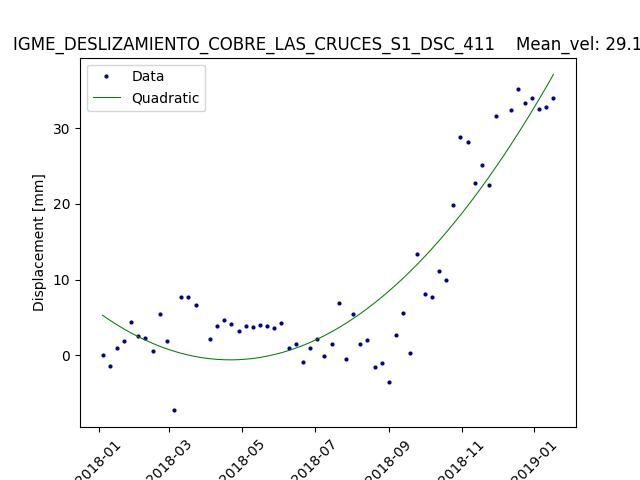 IGME_DESLIZAMIENTO_COBRE_LAS_CRUCES_S1_DSC_411 Mean_vel: 29.1
Data
Quadratic
Displacement [mm]
30
20
10
0
2018-01
2018-03
2018-05
2018-07
2018-09
2018-11
2019-01